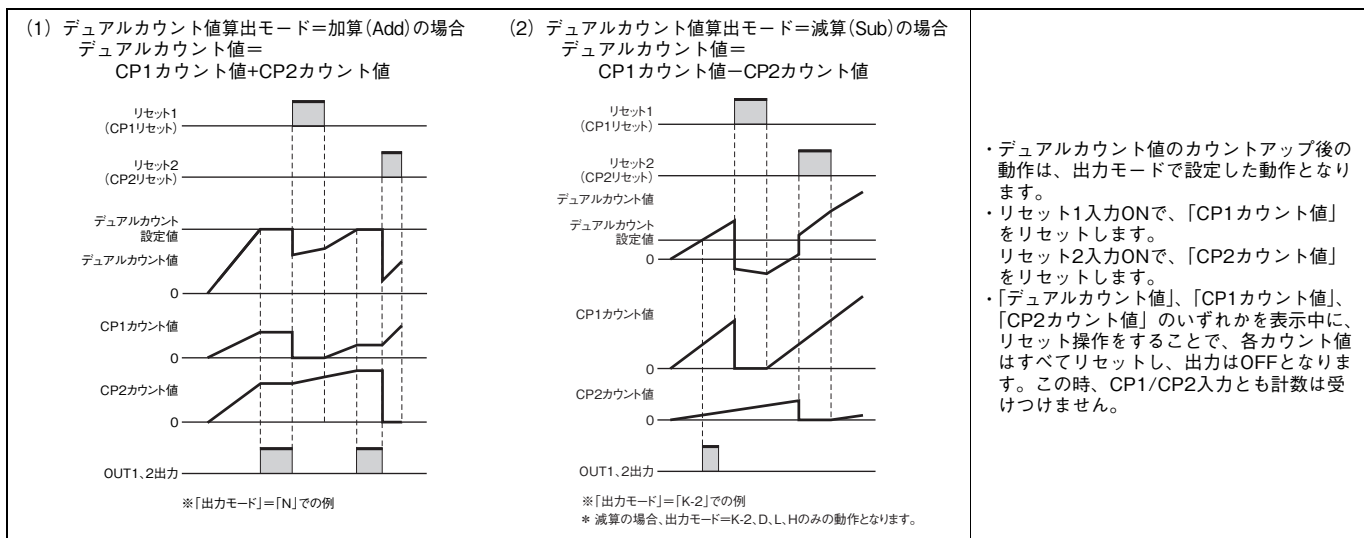 (1) デュアルカウント値算出モード＝加算(Add)の場合
デュアルカウント値＝
CP1カウント値+CP2カウント値
リセット1
(CP1リセット)
リセット2
(CP2リセット)
デュアルカウント
設定値
デュアルカウント値
0
CP1カウント値
0
CP2カウント値
0
OUT1、2出力
※「出力モード」＝「N」での例
(2) デュアルカウント値算出モード＝減算(Sub)の場合
デュアルカウント値＝
CP1カウント値－CP2カウント値
リセット1
(CP1リセット)
リセット2
(CP2リセット)
デュアルカウント値
デュアルカウント
設定値
0
CP1カウント値
0
CP2カウント値
0
OUT1、2出力
※「出力モード」＝「K-2」での例
＊ 減算の場合、出力モード＝K-2、D、L、Hのみの動作となります。
・デュアルカウント値のカウントアップ後の
動作は、出力モードで設定した動作となり
ます。
・リセット1入力ONで、「CP1カウント値」
をリセットします。
リセット2入力ONで、「CP2カウント値」
をリセットします。
・「デュアルカウント値」、「CP1カウント値」、
「CP2カウント値」のいずれかを表示中に、
リセット操作をすることで、各カウント値
はすべてリセットし、出力はOFFとなりま
す。この時、CP1/CP2入力とも計数は受
けつけません。